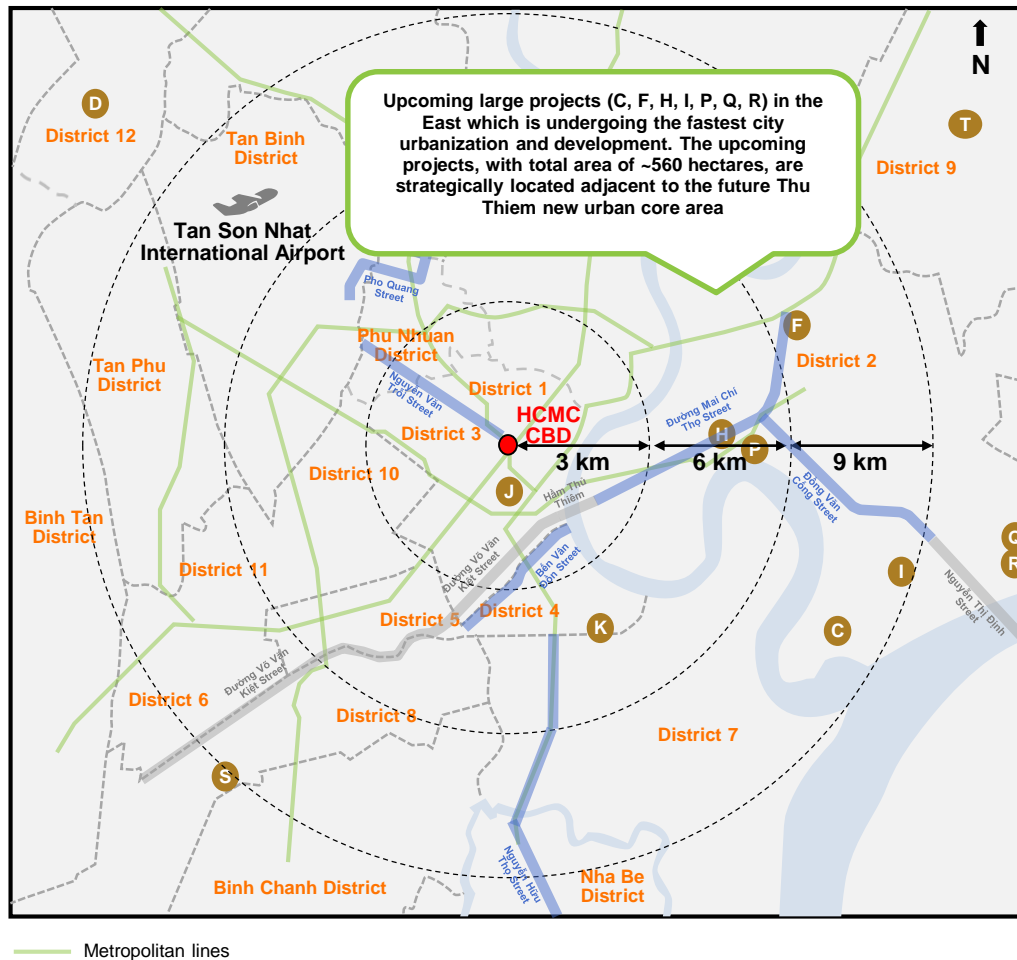 N
D
District 12
Tan Binh
District
Upcoming large projects (C, F, H, I, P, Q, R) in the
East which is undergoing the fastest city
urbanization and development. The upcoming
projects, with total area of ~560 hectares, are
strategically located adjacent to the future Thu
Thiem new urban core area
T
District 9
Tan Son Nhat
International Airport
Pho Quang
Street
Phu Nhuan
District
F
District 2
Tan Phu
District
Nguyễn Văn
Trỗi Street
District 1
HCMC
CBD
District 3
Đường Mai Chí
Thọ Street
H
P
3 km
6 km
9 km
District 10
J
Hầm Thủ
Thiêm
Đồng Văn
Cống Street
Binh Tan
District
District 11
Đường Võ Văn
Kiệt Street
Bến Vân
Đồn Street
Q
R
I
Nguyễn Thị Định
Street
District 5
District 4
K
C
Đường Võ Văn
Kiệt Street
District 6
District 8
District 7
S
Nguyễn Hữu
Thọ Street
Binh Chanh District
Nha Be
District
Metropolitan lines